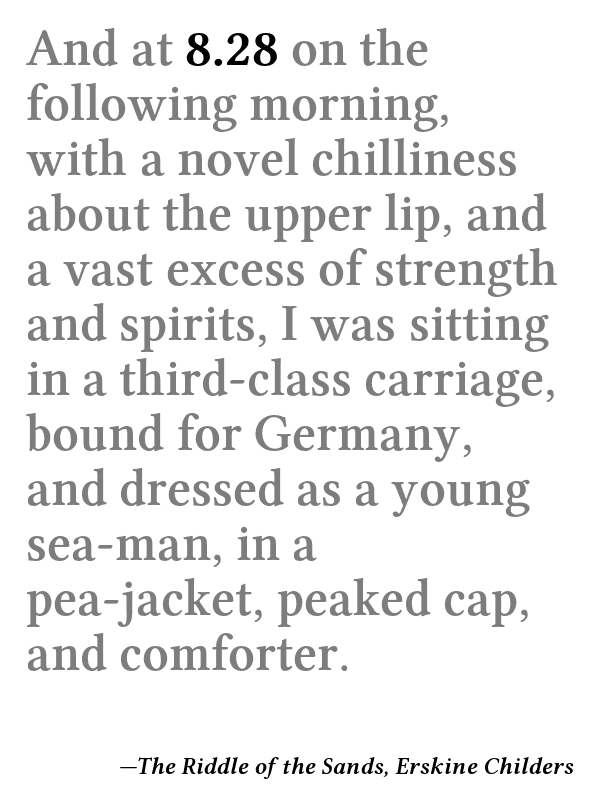 And at 8.28 on the
following morning,
with a novel chilliness
about the upper lip, and
a vast excess of strength
and spirits, I was sitting
in a third-class carriage,
bound for Germany,
and dressed as a young
sea-man, in a
pea-jacket, peaked cap,
and comforter.
—The Riddle of the Sands, Erskine Childers